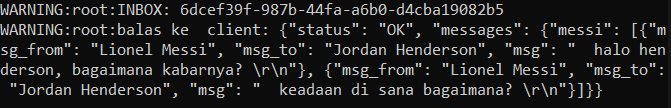 WARNING:root:INBOX: 6dcef39f-987b-44fa-a6b0-d4cba19082b5
WARNING:root:balas ke  client: {"status": "OK", "messages": {"messi": [{"m
sg_from": "Lionel Messi", "msg_to": "Jordan Henderson", "msg": "  halo hen
derson, bagaimana kabarnya? \r\n"}, {"msg_from": "Lionel Messi", "msg_to":
 "Jordan Henderson", "msg": "  keadaan di sana bagaimana? \r\n"}]}}